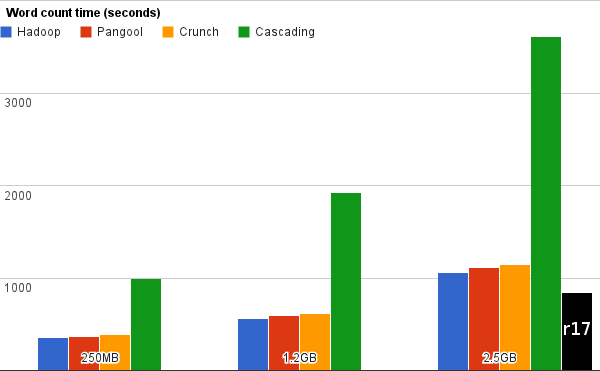 Word count time (seconds)
Hadoop Pangool Crunch Cascading
3000
2000
1000
r17
250MB 1.2GB 2.5GB